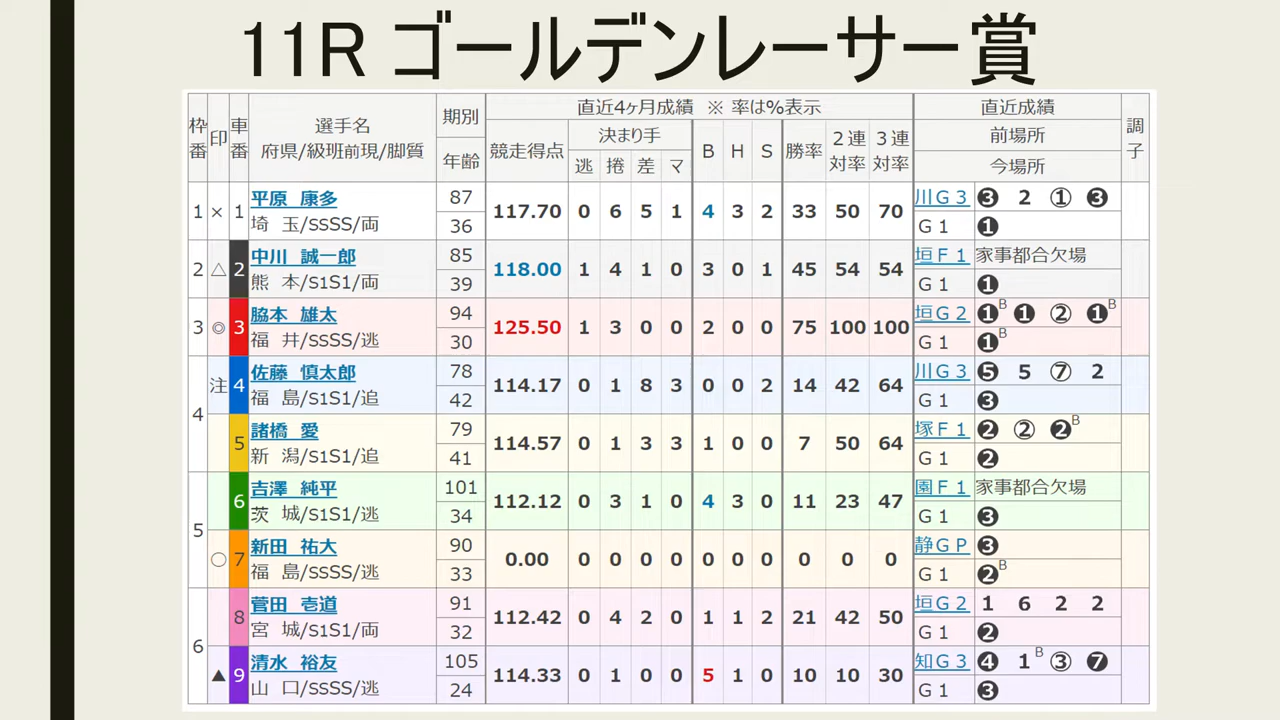 11R ゴールデンレーサー賞
枠番 印 車番 選手名 府県/級班前現/脚質 期別 年齢 直近4ヶ月成績 ※ 率は%表示 直近成績 調子
競走得点 決まり手 B H S 勝率 2連対率 3連対率 前場所
逃 捲 差 マ 今場所
1 × 1 平原 康多 87 117.70 0 6 5 1 4 3 2 33 50 70 川G3 ❸ 2 ① ❸
埼 玉/SSSS/両 36 G1 ❶
2 △ 2 中川 誠一郎 85 118.00 1 4 1 0 3 0 1 45 54 54 垣F1 家事都合欠場
熊 本/S1S1/両 39 G1 ❶
3 ◎ 3 脇本 雄太 94 125.50 1 3 0 0 2 0 0 75 100 100 垣G2 ❶B ❶ ② ❶B
福 井/SSSS/逃 30 G1 ❶B
4 注 4 佐藤 慎太郎 78 114.17 0 1 8 3 0 0 2 14 42 64 川G3 ❺ 5 ⑦ 2
福 島/S1S1/追 42 G1 ❸
5 諸橋 愛 79 114.57 0 1 3 3 1 0 0 7 50 64 塚F1 ❷ ② ❷B
新 潟/S1S1/追 41 G1 ❷
5 6 吉澤 純平 101 112.12 0 3 1 0 4 3 0 11 23 47 園F1 家事都合欠場
茨 城/S1S1/逃 34 G1 ❸
○ 7 新田 祐大 90 0.00 0 0 0 0 0 0 0 0 0 0 静GP ❸
福 島/SSSS/逃 33 G1 ❷B
6 8 菅田 壱道 91 112.42 0 4 2 0 1 1 2 21 42 50 垣G2 1 6 2 2
宮 城/S1S1/両 32 G1 ❷
▲ 9 清水 裕友 105 114.33 0 1 0 0 5 1 0 10 10 30 知G3 ❹ 1B ③ ❼
山 口/SSSS/逃 24 G1 ❸